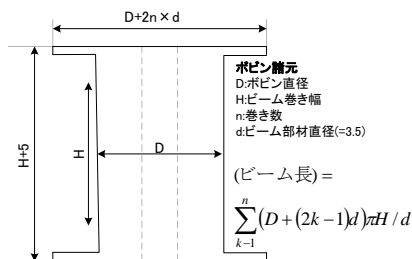 D+2n×d
H+5
H
D
ボビン諸元
D:ボビン直径
H:ビーム巻き幅
n:巻き数
d:ビーム部材直径(=3.5)
(ビーム長) =
n
∑(D+(2k−1)d)πH/d
k-1